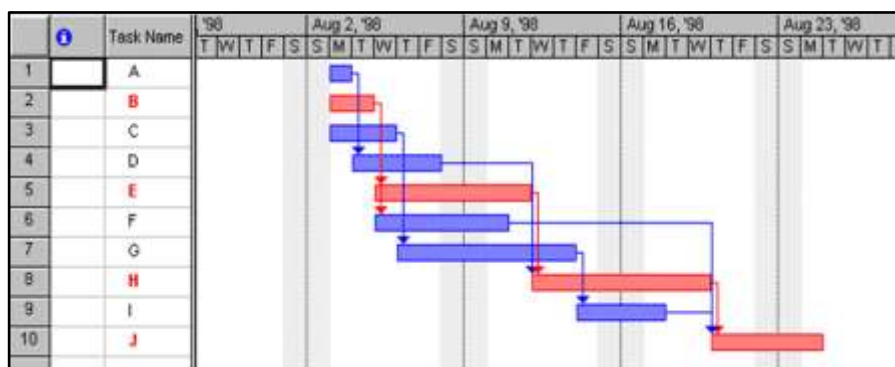 '98 Aug 2, '98 Aug 9, '98 Aug 16, '98 Aug 23, '98
Task Name T W T F S S M T W T F S S M T W T F S S M T W T F S S M T W T
1 A
2 B
3 C
4 D
5 E
6 F
7 G
8 H
9 I
10 J